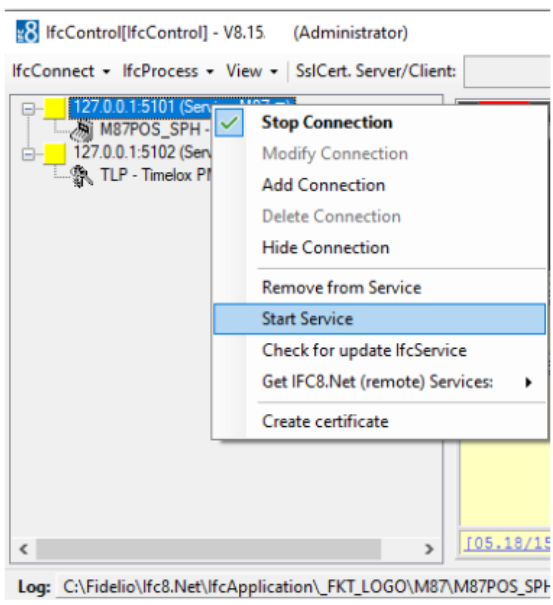 IfcControl[IfcControl] - V8.15. (Administrator)
IfcConnect IfcProcess View SslCert. Server/Client:
127.0.0.1:5101 (Service
M87POS_SPH -
127.0.0.1:5102 (Serv
TLP - Timelox
Stop Connection
Modify Connection
Add Connection
Delete Connection
Hide Connection
Remove from Service
Start Service
Check for update IfcService
Get IFC8.Net (remote) Services:
Create certificate
[05.18/15
Log: C:\Fidelio\Ifc8.Net\IfcApplication\_FKT_LOGO\M87\M87POS_SPH